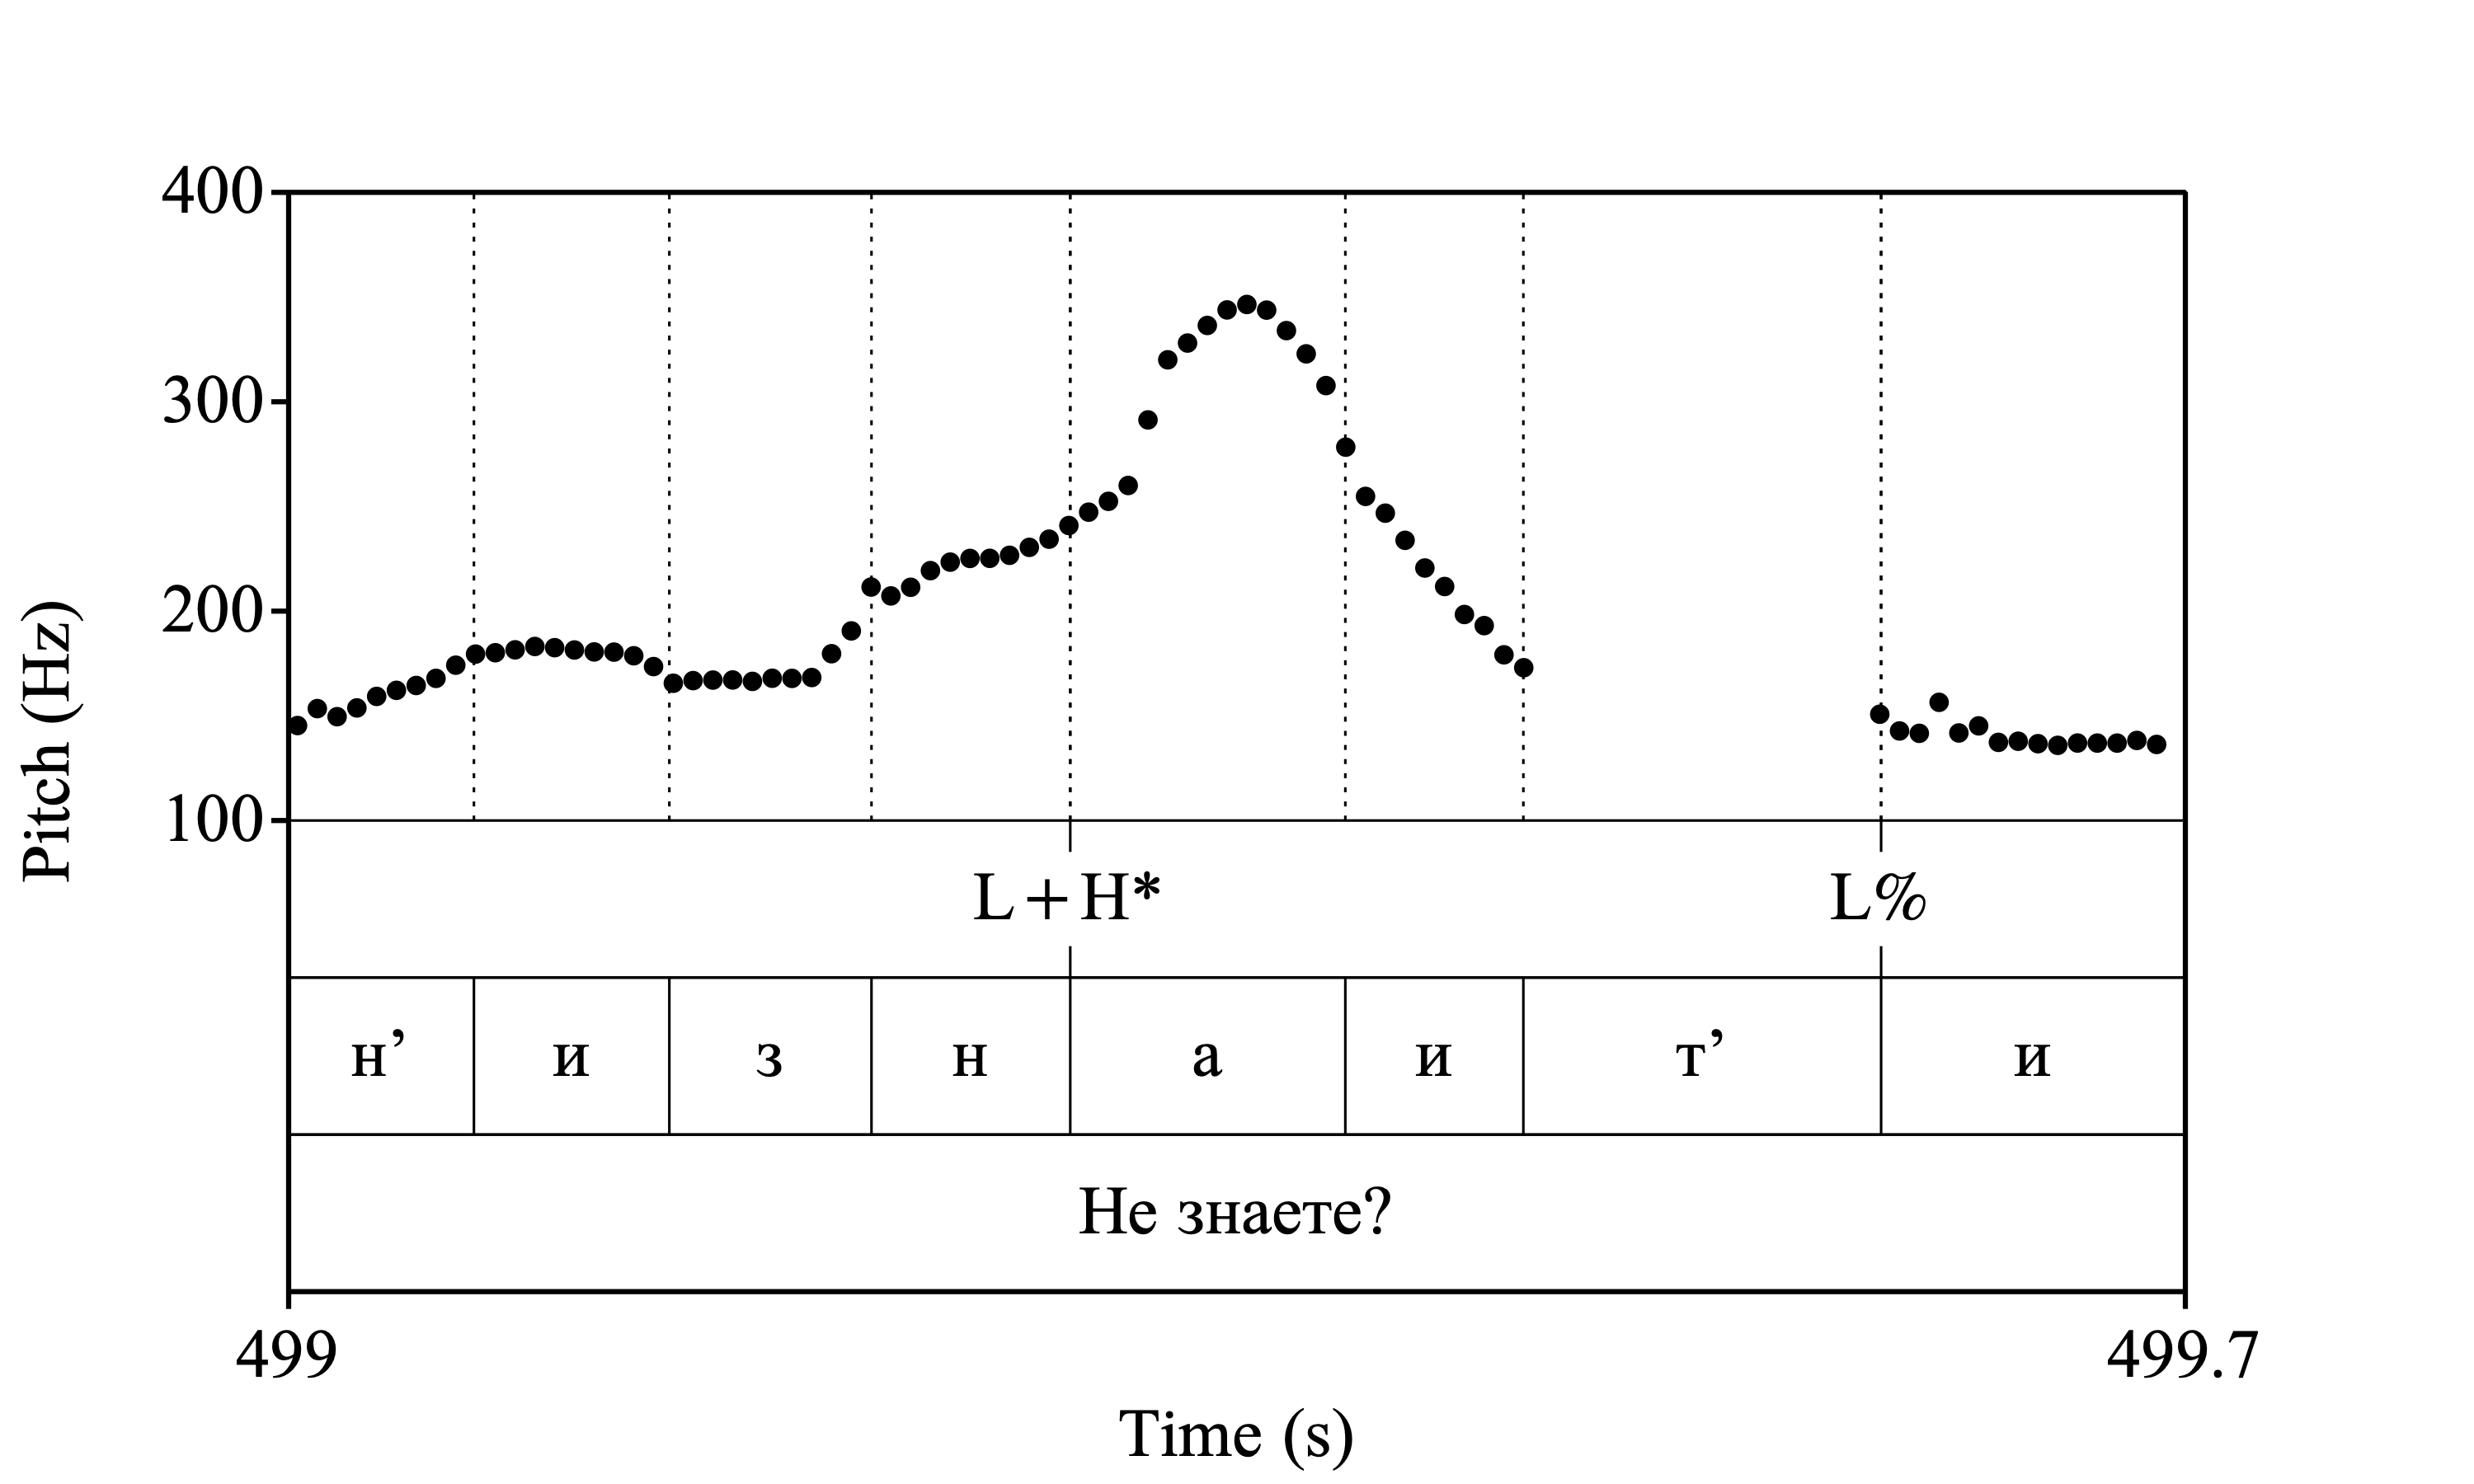 400
300
200
100
Pitch (Hz)
L+H* L%
н’ и з н а и т’ и
Не знаете?
499 499.7
Time (s)